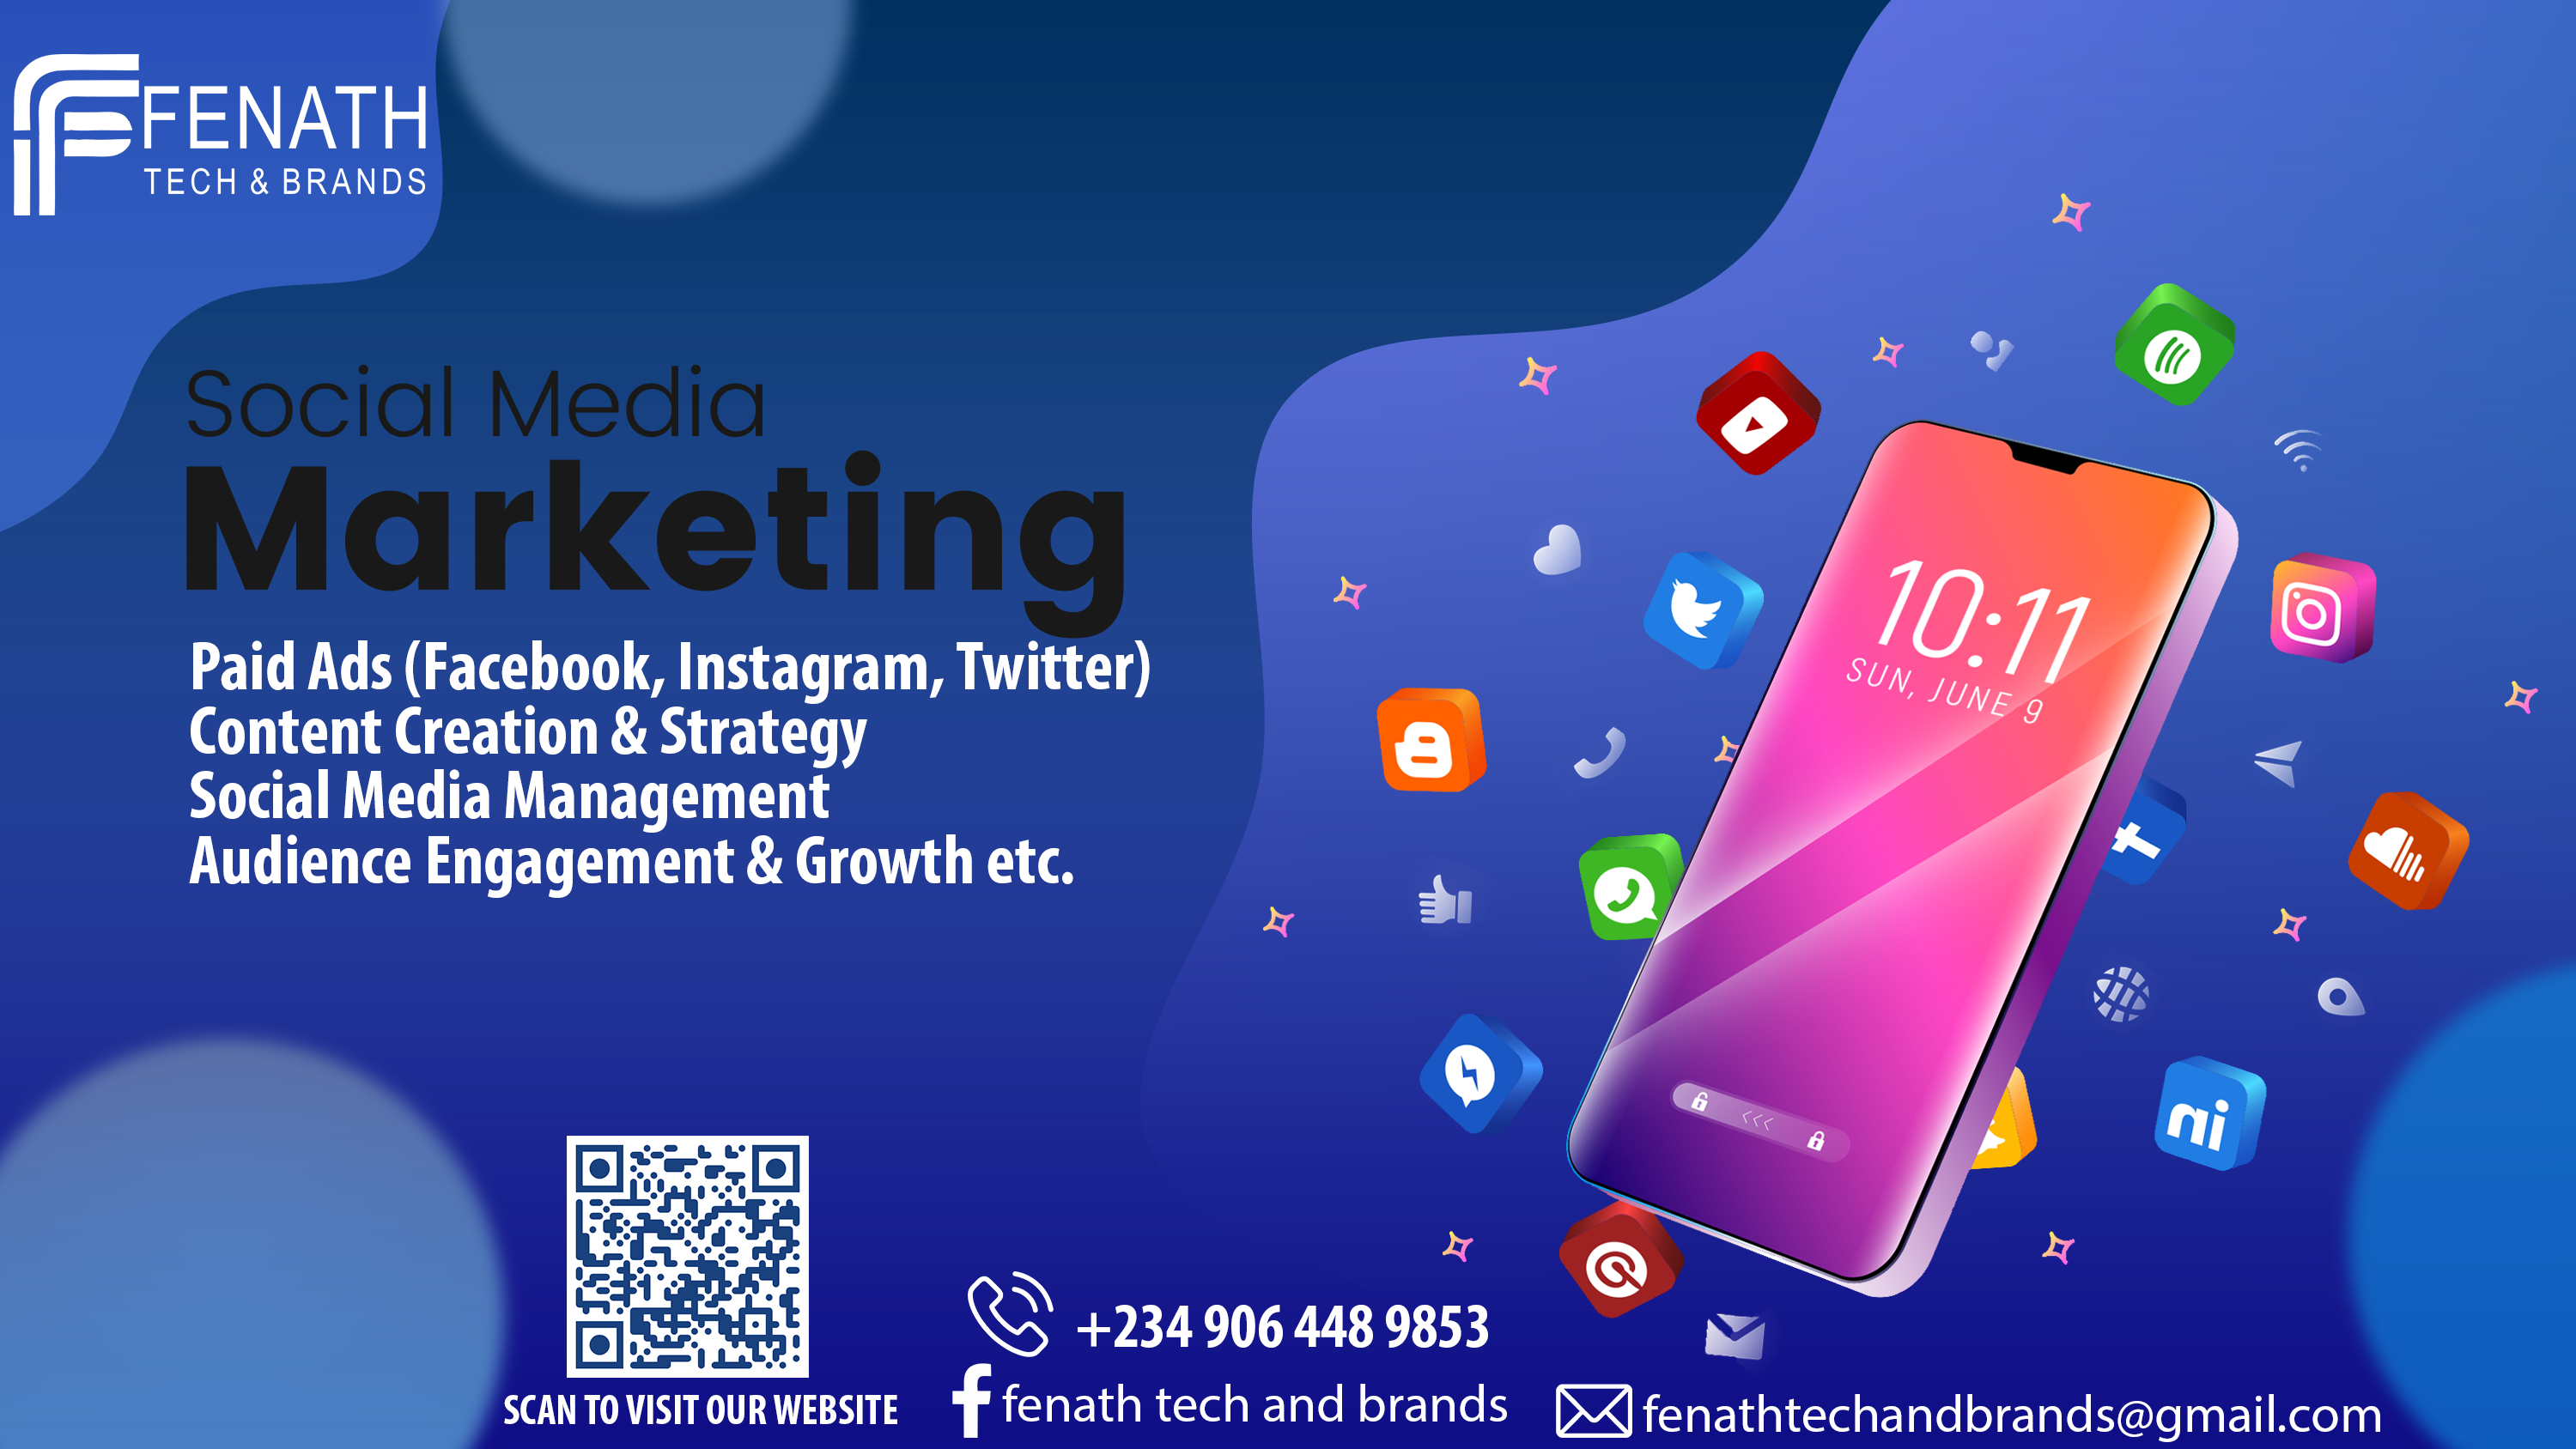 FENATH
TECH & BRANDS
Social Media
Marketing
Paid Ads (Facebook, Instagram, Twitter)
Content Creation & Strategy
Social Media Management
Audience Engagement & Growth etc.
10:11
SUN, JUNE 9
SCAN TO VISIT OUR WEBSITE
+234 906 448 9853
fenath tech and brands
fenathtechandbrands@gmail.com